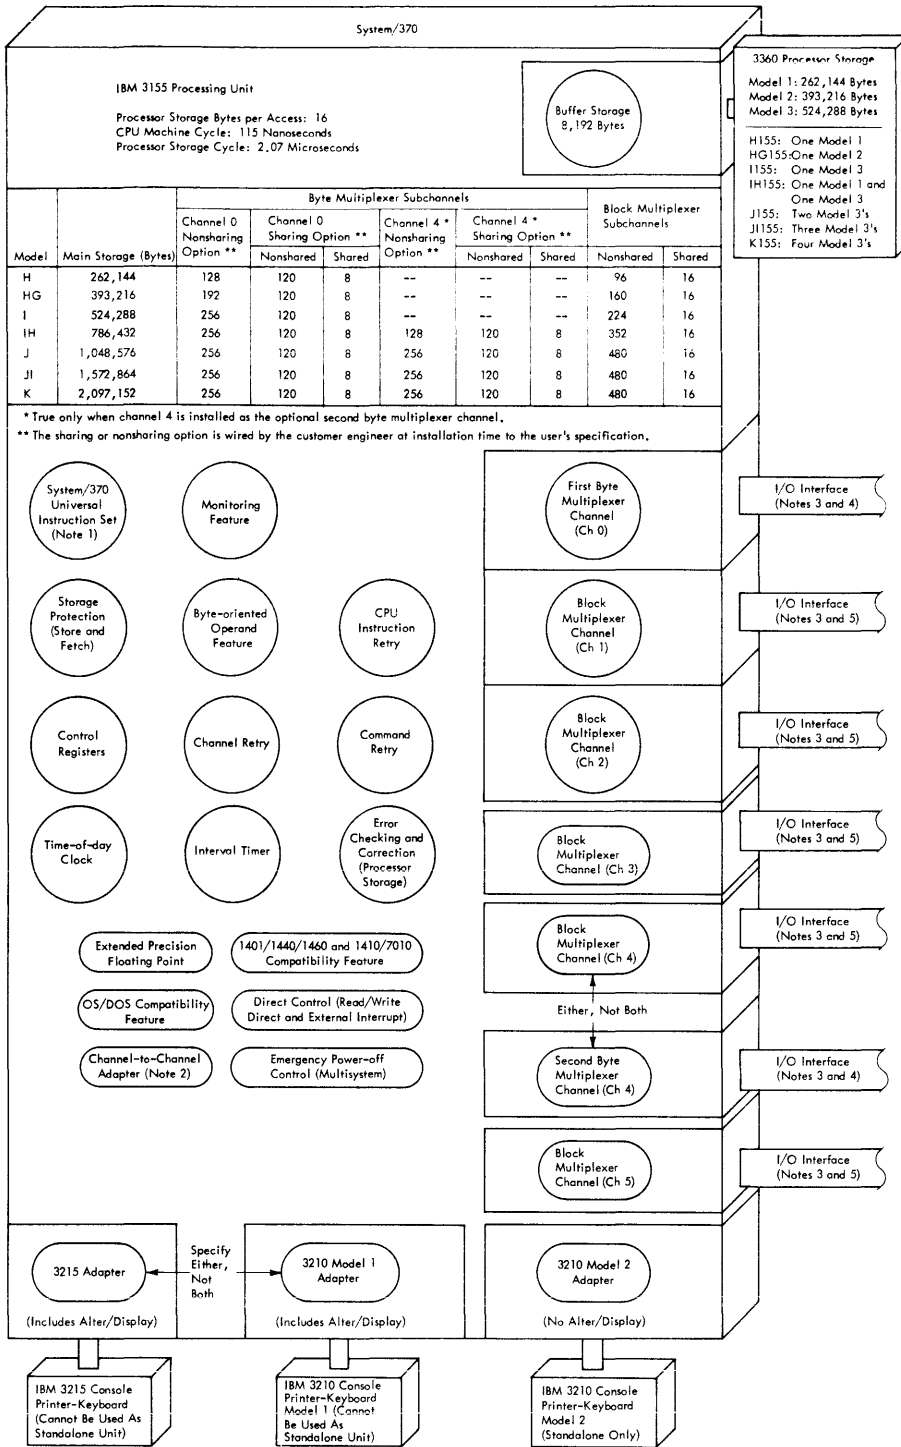 System/370
IBM 3155 Processing Unit
Processor Storage Bytes per Access: 16
CPU Machine Cycle: 115 Nanoseconds
Processor Storage Cycle: 2.07 Microseconds
Buffer Storage
8,192 Bytes
3360 Processor Storage
Model 1: 262,144 Bytes
Model 2: 393,216 Bytes
Model 3: 524,288 Bytes
H155: One Model 1
HG155: One Model 2
I155: One Model 3
IH155: One Model 1 and
One Model 3
J155: Two Model 3's
JI155: Three Model 3's
K155: Four Model 3's
Byte Multiplexer Subchannels
Block Multiplexer
Subchannels
Channel 0
Nonsharing
Option **
Channel 0
Sharing Option **
Channel 4 *
Nonsharing
Option **
Channel 4 *
Sharing Option **
Model Main Storage (Bytes) Nonshared Shared Nonshared Shared Nonshared Shared
H 262,144 128 120 8 -- -- -- 96 16
HG 393,216 192 120 8 -- -- -- 160 16
I 524,288 256 120 8 -- -- -- 224 16
IH 786,432 256 120 8 128 120 8 352 16
J 1,048,576 256 120 8 256 120 8 480 16
JI 1,572,864 256 120 8 256 120 8 480 16
K 2,097,152 256 120 8 256 120 8 480 16
* True only when channel 4 is installed as the optional second byte multiplexer channel.
** The sharing or nonsharing option is wired by the customer engineer at installation time to the user's specification.
System/370
Universal
Instruction Set
(Note 1)
Monitoring
Feature
First Byte
Multiplexer
Channel
(Ch 0)
I/O Interface
(Notes 3 and 4)
Storage
Protection
(Store and
Fetch)
Byte-oriented
Operand
Feature
CPU
Instruction
Retry
Block
Multiplexer
Channel
(Ch 1)
I/O Interface
(Notes 3 and 5)
Control
Registers
Channel Retry
Command
Retry
Block
Multiplexer
Channel
(Ch 2)
I/O Interface
(Notes 3 and 5)
Time-of-day
Clock
Interval Timer
Error
Checking and
Correction
(Processor
Storage)
Block
Multiplexer
Channel (Ch 3)
I/O Interface
(Notes 3 and 5)
Extended Precision
Floating Point
1401/1440/1460 and 1410/7010
Compatibility Feature
Block
Multiplexer
Channel (Ch 4)
I/O Interface
(Notes 3 and 5)
OS/DOS Compatibility
Feature
Direct Control (Read/Write
Direct and External Interrupt)
Either, Not Both
Channel-to-Channel
Adapter (Note 2)
Emergency Power-off
Control (Multisystem)
Second Byte
Multiplexer
Channel (Ch 4)
I/O Interface
(Notes 3 and 4)
Block
Multiplexer
Channel (Ch 5)
I/O Interface
(Notes 3 and 5)
3215 Adapter
Specify
Either,
Not
Both
3210 Model 1
Adapter
3210 Model 2
Adapter
(Includes Alter/Display)
(Includes Alter/Display)
(No Alter/Display)
IBM 3215 Console
Printer-Keyboard
(Cannot Be Used As
Standalone Unit)
IBM 3210 Console
Printer-Keyboard
Model 1 (Cannot
Be Used As
Standalone Unit)
IBM 3210 Console
Printer-Keyboard
Model 2
(Standalone Only)